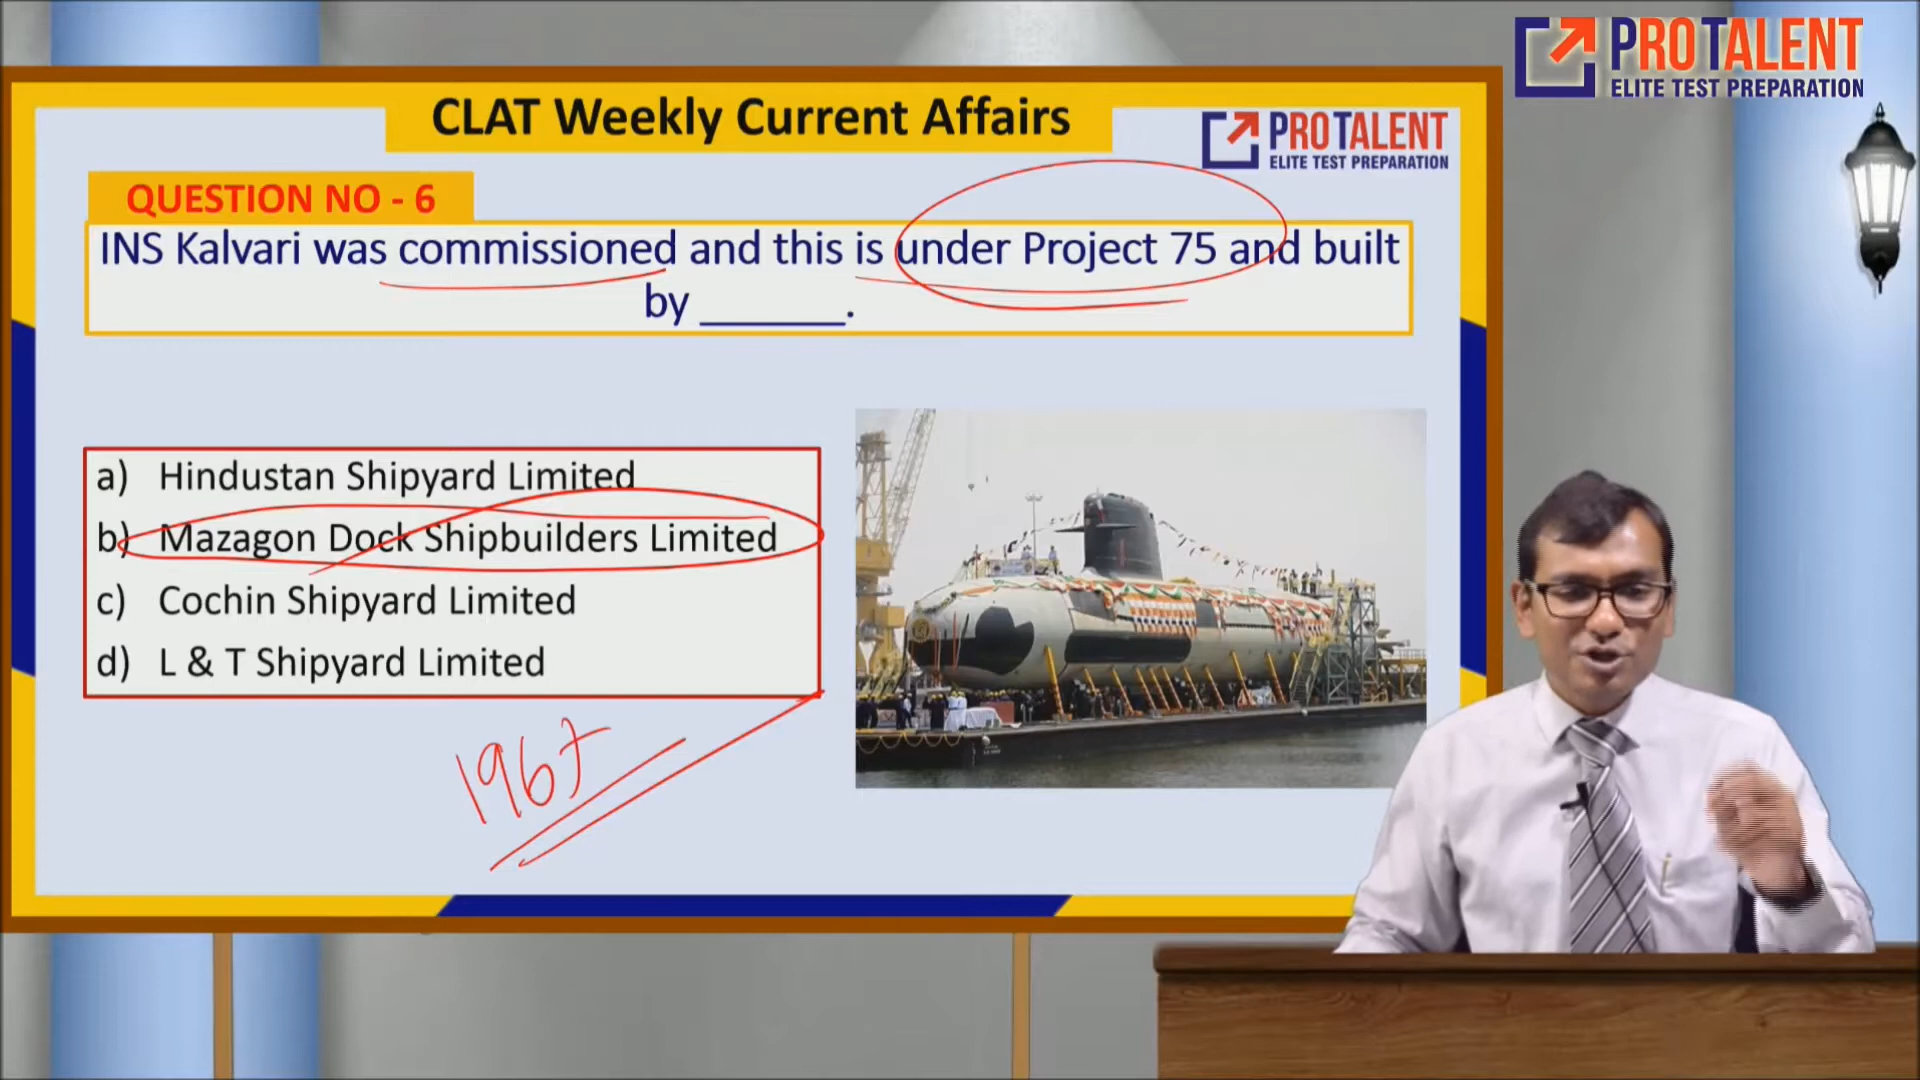 PROTALENT
ELITE TEST PREPARATION
CLAT Weekly Current Affairs
PROTALENT
ELITE TEST PREPARATION
QUESTION NO - 6
INS Kalvari was commissioned and this is under Project 75 and built
by _______.
a) Hindustan Shipyard Limited
b) Mazagon Dock Shipbuilders Limited
c) Cochin Shipyard Limited
d) L & T Shipyard Limited
1967